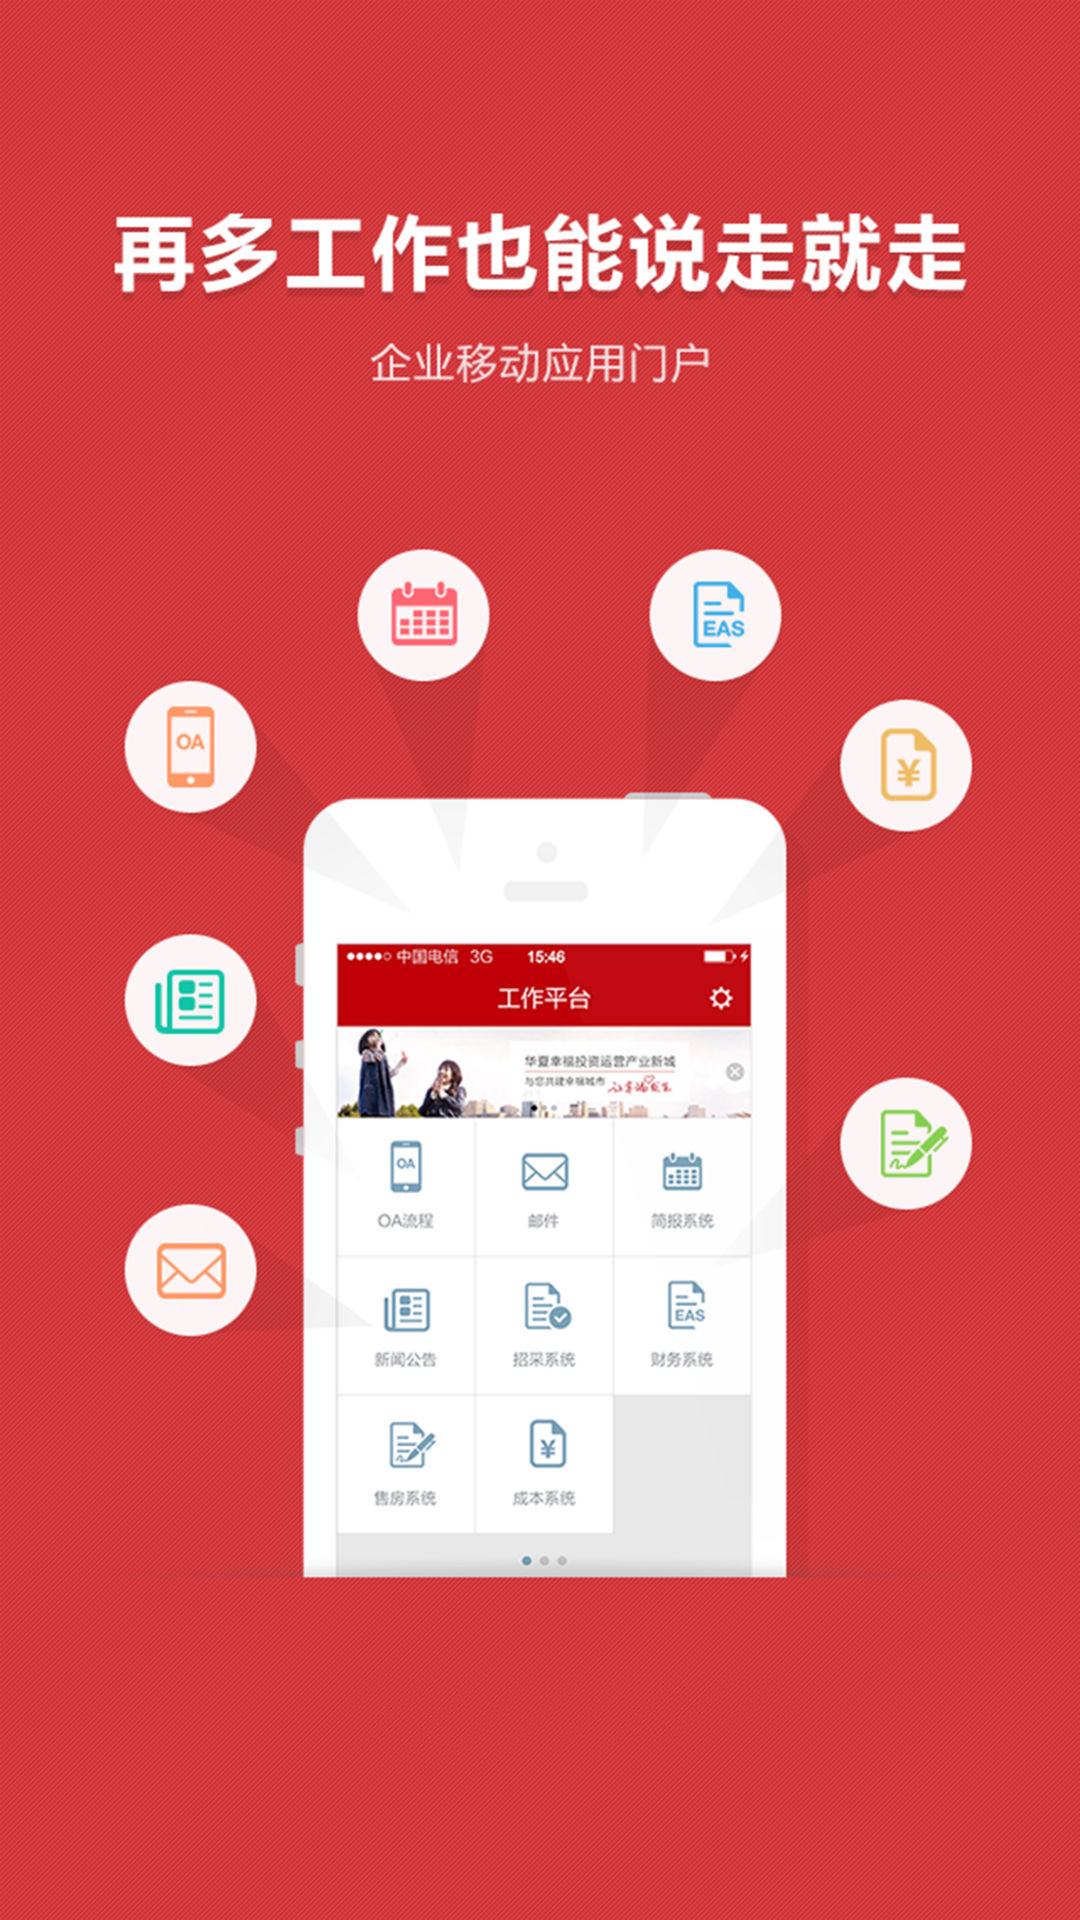 再多工作也能说走就走
企业移动应用门户
EAS
OA
¥
中国电信 3G 15:46
工作平台
华夏幸福投资运营产业新城
与您共建幸福城市
OA
OA流程
邮件
简报系统
新闻公告
招采系统
EAS
财务系统
售房系统
¥
成本系统